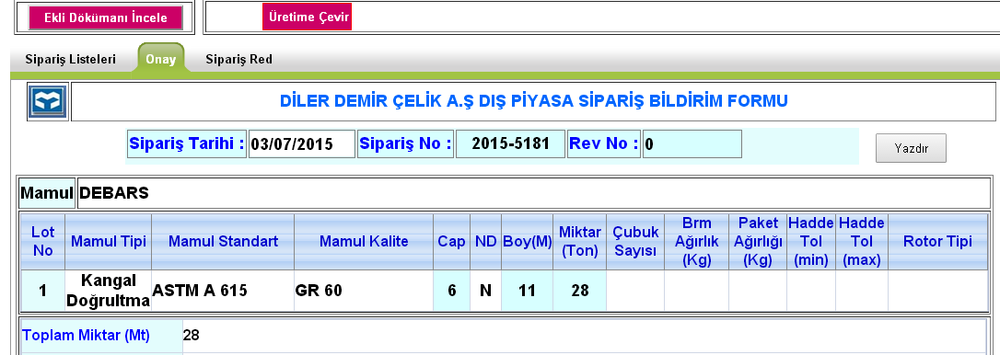 Ekli Dökümanı İncele
Üretime Çevir
Sipariş Listeleri Onay Sipariş Red
DİLER DEMİR ÇELİK A.Ş DIŞ PİYASA SİPARİŞ BİLDİRİM FORMU
Sipariş Tarihi : 03/07/2015 Sipariş No : 2015-5181 Rev No : 0
Yazdır
Mamul DEBARS
Lot No Mamul Tipi Mamul Standart Mamul Kalite Cap ND Boy(M) Miktar (Ton) Çubuk Sayısı Brm Ağırlık (Kg) Paket Ağırlığı (Kg) Hadde Tol (min) Hadde Tol (max) Rotor Tipi
1 Kangal Doğrultma ASTM A 615 GR 60 6 N 11 28
Toplam Miktar (Mt) 28